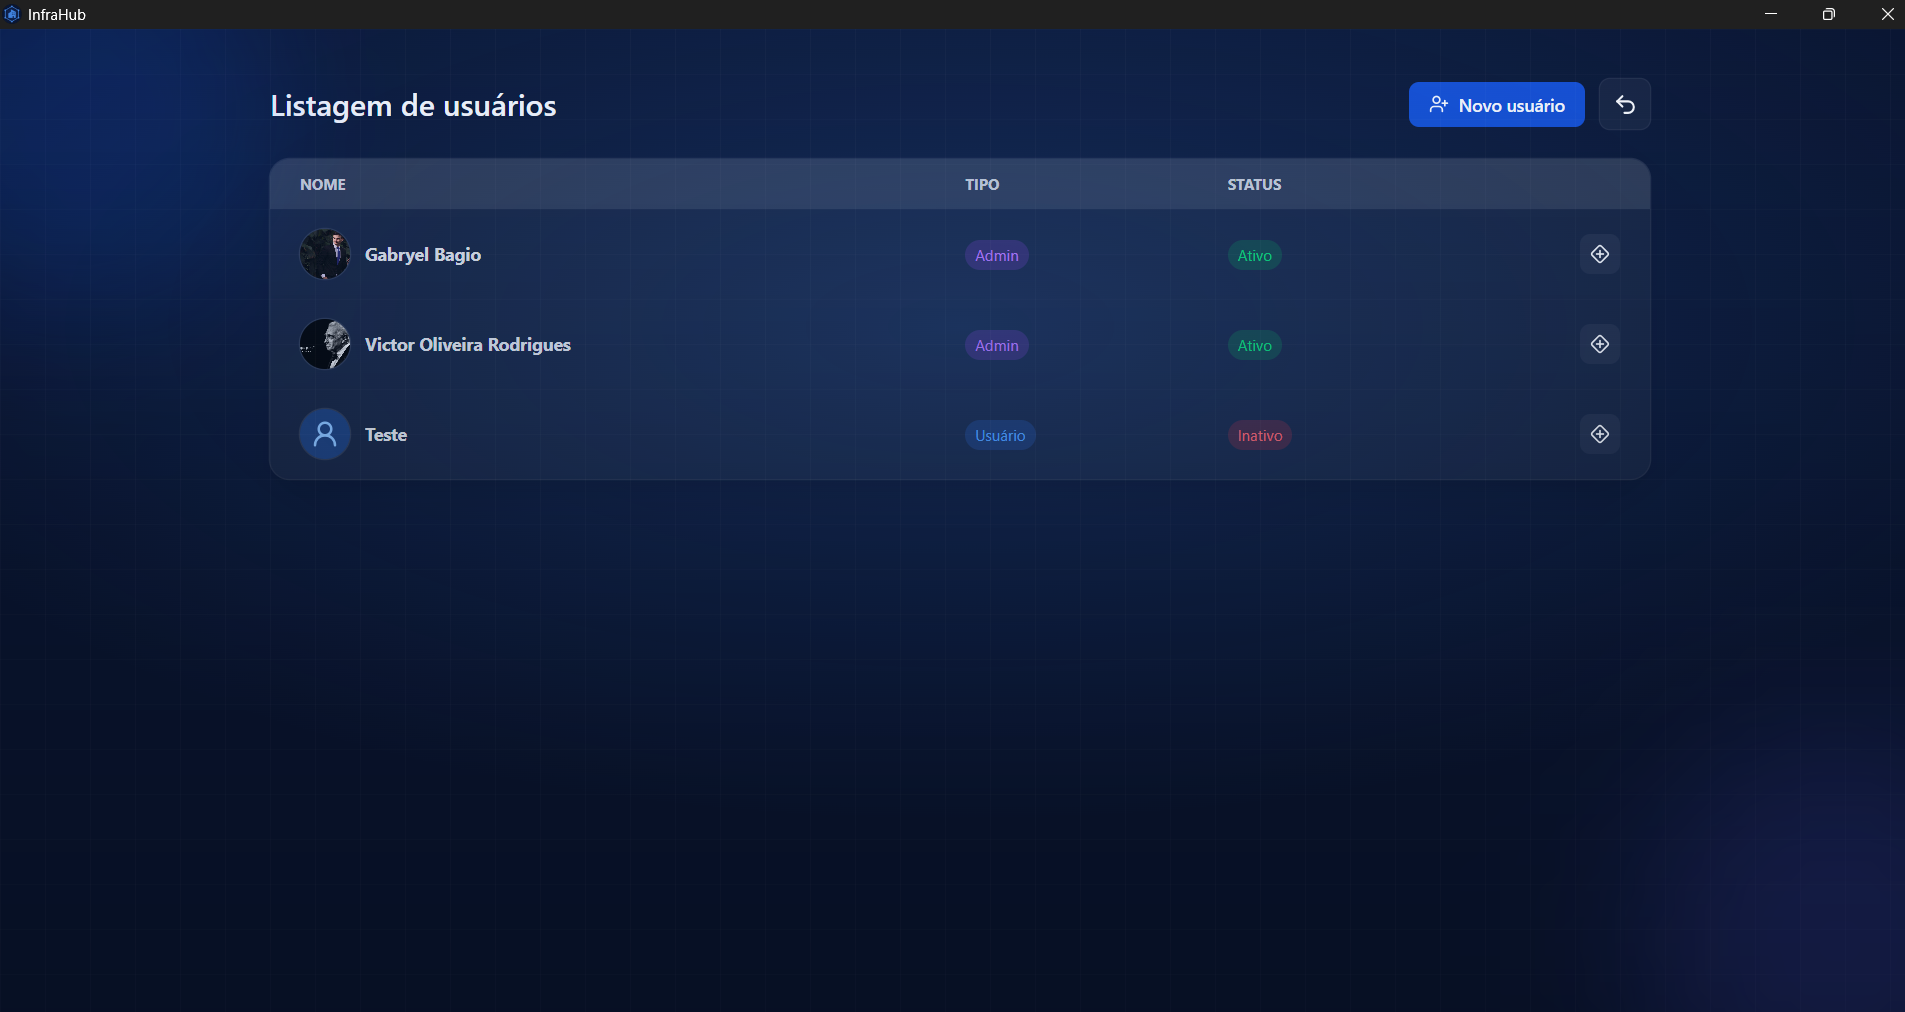 InfraHub
Listagem de usuários
Novo usuário
NOME TIPO STATUS
Gabryel Bagio Admin Ativo
Victor Oliveira Rodrigues Admin Ativo
Teste Usuário Inativo